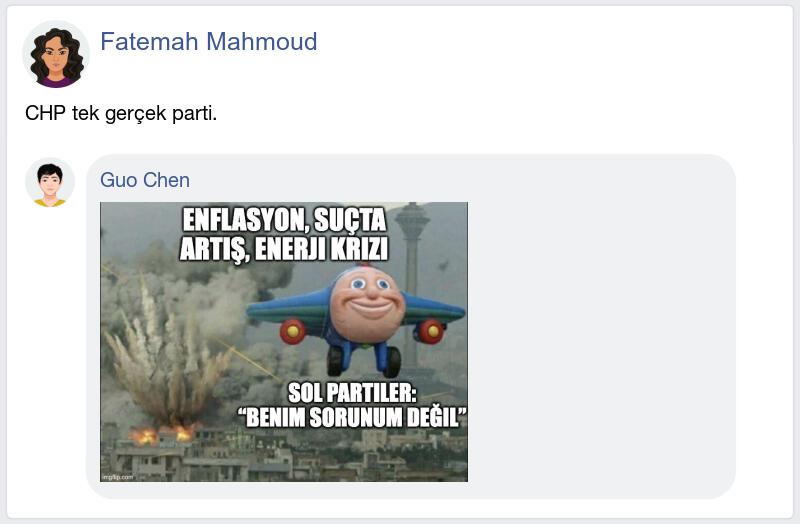 Fatemah Mahmoud
CHP tek gerçek parti.
Guo Chen
ENFLASYON, SUÇTA
ARTIŞ, ENERJI KRIZI
SOL PARTILER:
“BENIM SORUNUM DEĞIL”
imgflip.com